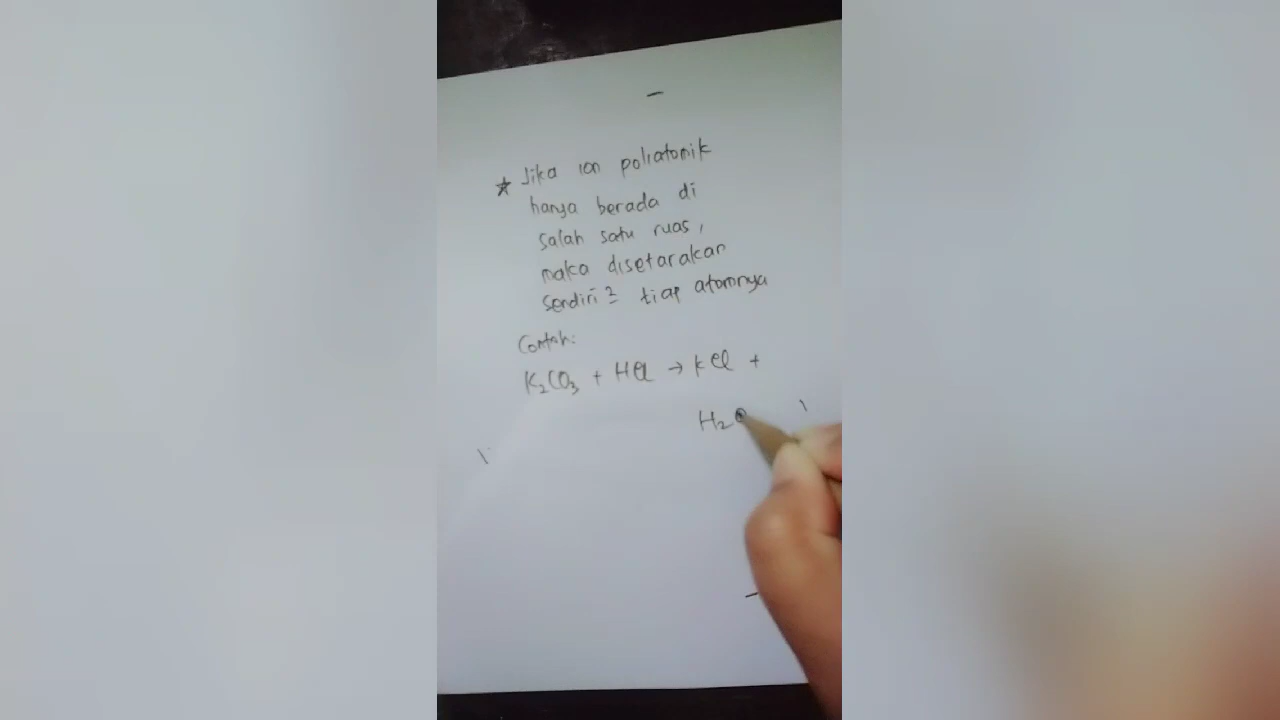 ☆ Jika ion poliatomik
hanya berada di
salah satu ruas,
maka disetarakan
sendiri2 tiap atomnya
Contoh:
K₂CO₃ + HCl → KCl +
H₂O